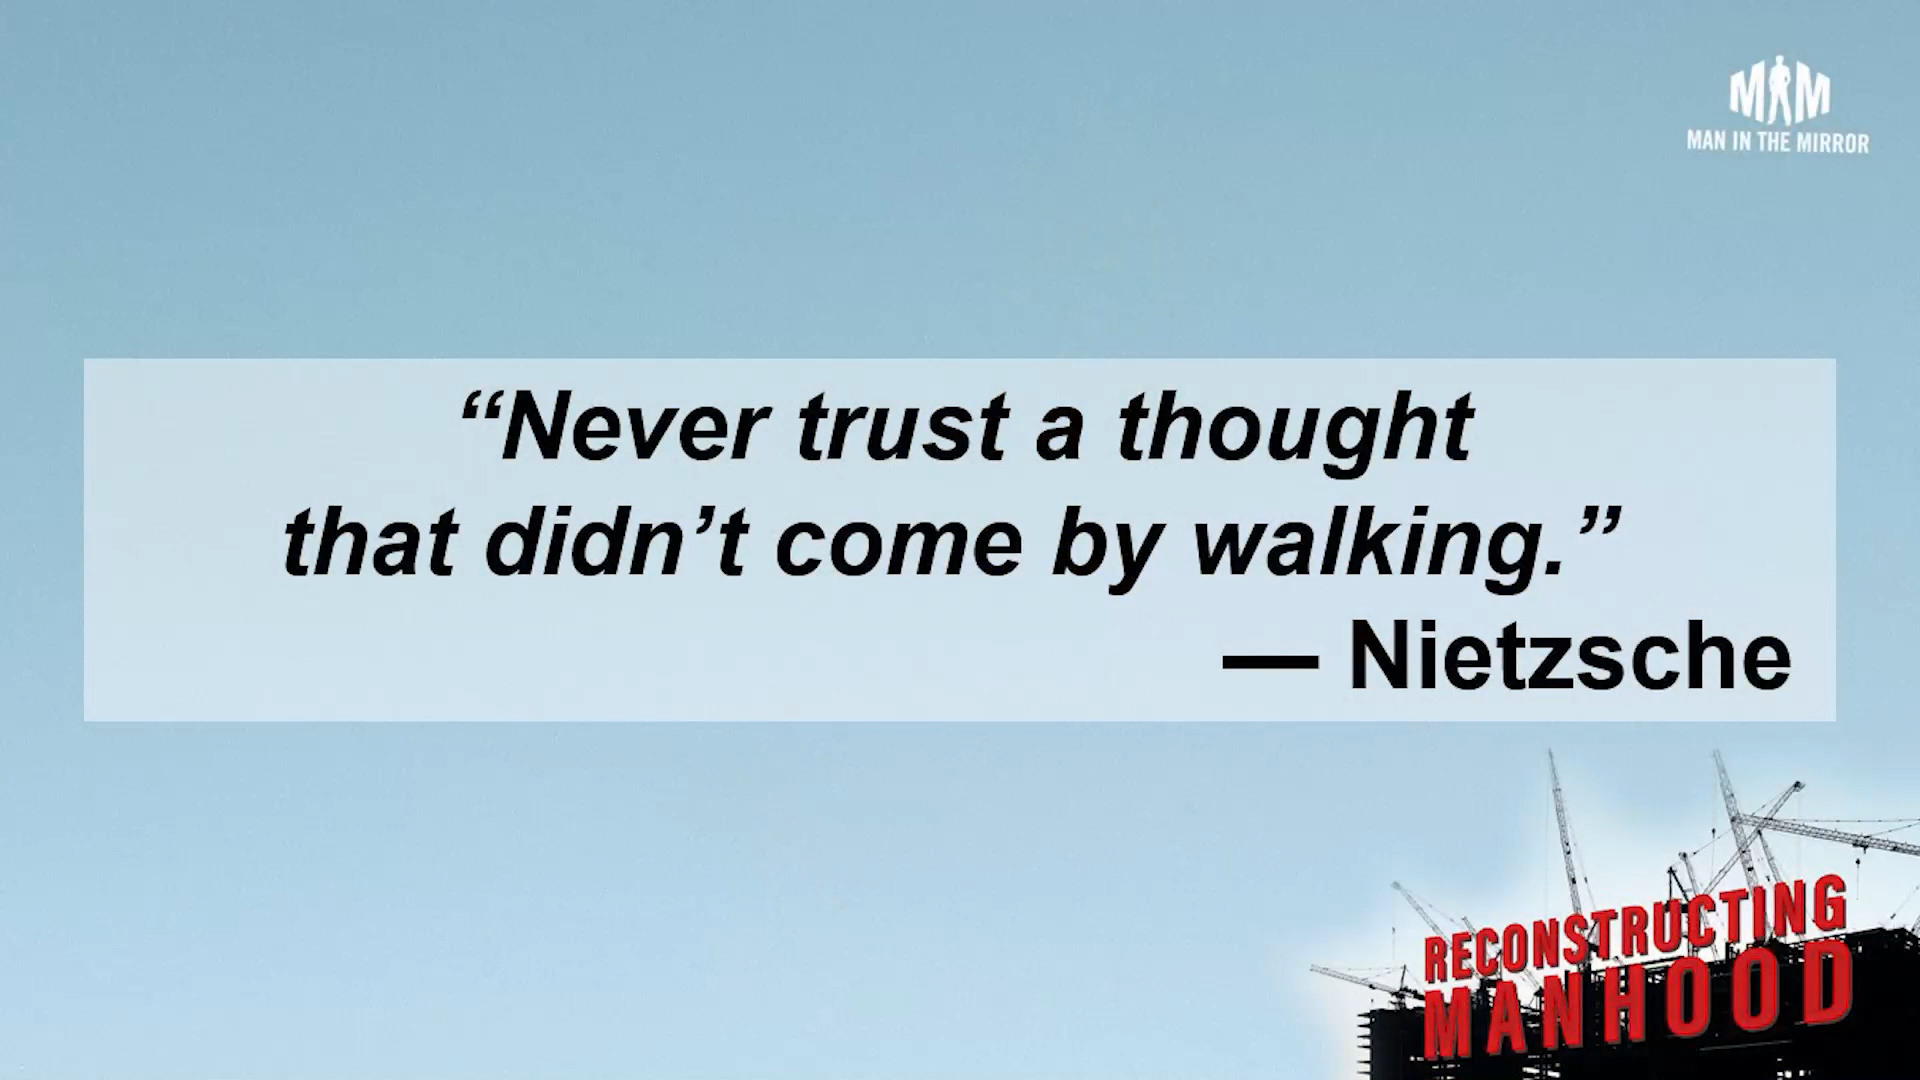 MAN IN THE MIRROR
“Never trust a thought
that didn’t come by walking.”
— Nietzsche
RECONSTRUCTING
MANHOOD